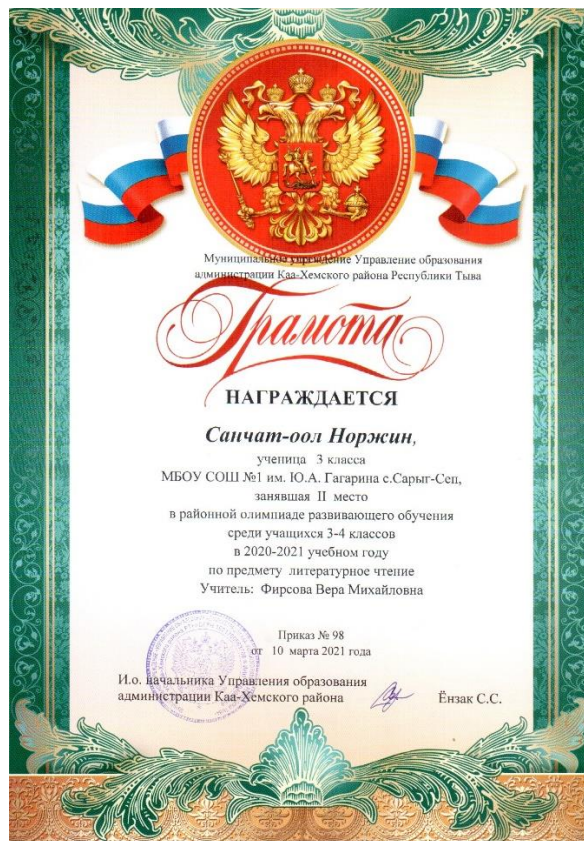 Муниципальное учреждение Управление образования
администрации Каа-Хемского района Республики Тыва
Грамота
НАГРАЖДАЕТСЯ
Санчат-оол Норжин,
ученица 3 класса
МБОУ СОШ №1 им. Ю.А. Гагарина с.Сарыг-Сеп,
занявшая II место
в районной олимпиаде развивающего обучения
среди учащихся 3-4 классов
в 2020-2021 учебном году
по предмету литературное чтение
Учитель: Фирсова Вера Михайловна
Приказ № 98
от 10 марта 2021 года
И.о. начальника Управления образования
администрации Каа-Хемского района Ёнзак С.С.